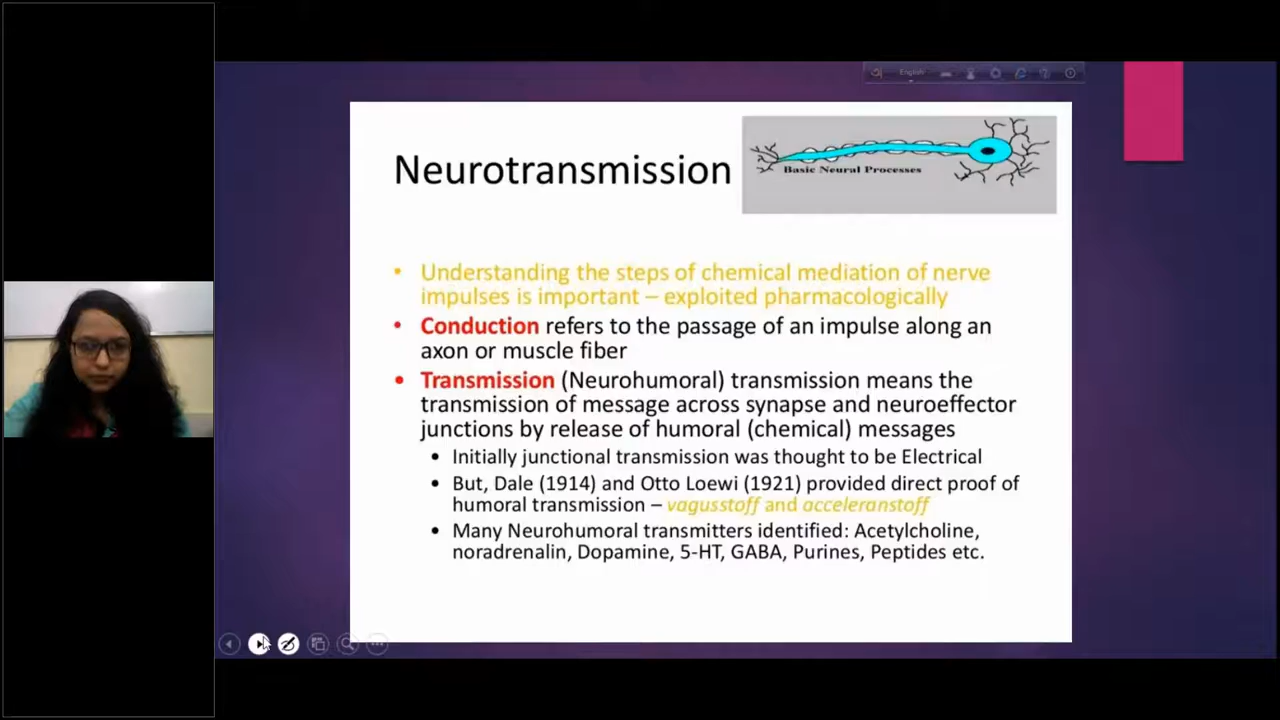 English
Neurotransmission
Basic Neural Processes
• Understanding the steps of chemical mediation of nerve
impulses is important – exploited pharmacologically
• Conduction refers to the passage of an impulse along an
axon or muscle fiber
• Transmission (Neurohumoral) transmission means the
transmission of message across synapse and neuroeffector
junctions by release of humoral (chemical) messages
• Initially junctional transmission was thought to be Electrical
• But, Dale (1914) and Otto Loewi (1921) provided direct proof of
humoral transmission – vagusstoff and acceleranstoff
• Many Neurohumoral transmitters identified: Acetylcholine,
noradrenalin, Dopamine, 5-HT, GABA, Purines, Peptides etc.